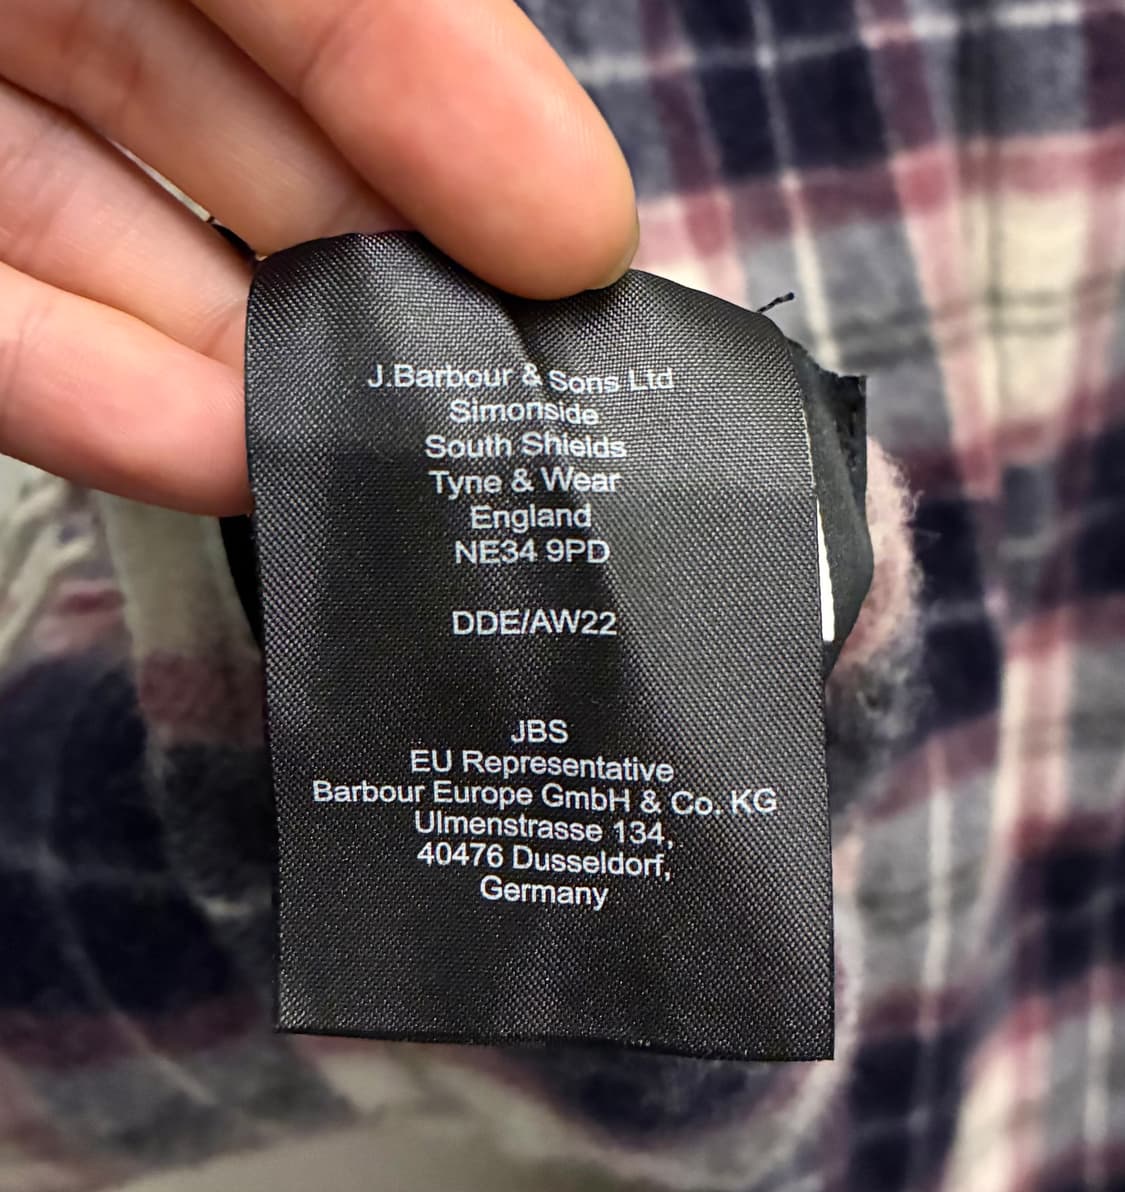 J.Barbour & Sons Ltd
Simonside
South Shields
Tyne & Wear
England
NE34 9PD
DDE/AW22
JBS
EU Representative
Barbour Europe GmbH & Co. KG
Ulmenstrasse 134,
40476 Dusseldorf,
Germany